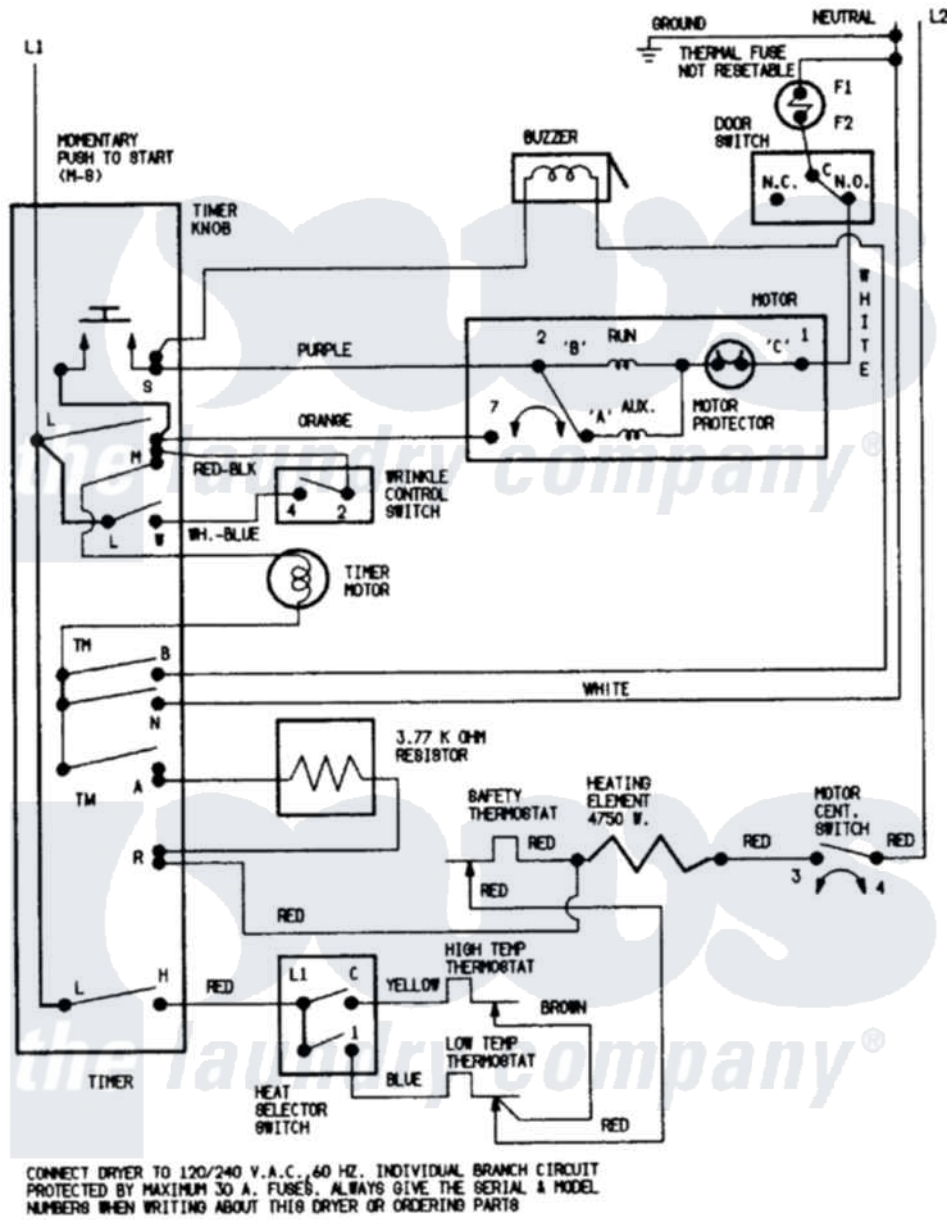 L1
GROUND
NEUTRAL
L2
THERMAL FUSE
NOT RESETABLE
F1
F2
DOOR
SWITCH
C
N.C.
N.O.
MOMENTARY
PUSH TO START
(M-S)
BUZZER
TIMER
KNOB
WHITE
MOTOR
PURPLE
2
'B'
RUN
'C'
1
S
L
ORANGE
7
'A'
AUX.
MOTOR
PROTECTOR
M
RED-BLK
WRINKLE
CONTROL
SWITCH
4
2
L
W
WH.-BLUE
TIMER
MOTOR
TM
B
WHITE
N
3.77 K OHM
RESISTOR
A
TM
SAFETY
THERMOSTAT
HEATING
ELEMENT
4750 W.
MOTOR
CENT.
SWITCH
RED
RED
RED
R
3
4
RED
RED
HIGH TEMP
THERMOSTAT
L
H
RED
L1
C
YELLOW
BROWN
1
LOW TEMP
THERMOSTAT
BLUE
TIMER
HEAT
SELECTOR
SWITCH
RED
CONNECT DRYER TO 120/240 V.A.C., 60 HZ. INDIVIDUAL BRANCH CIRCUIT
PROTECTED BY MAXIMUM 30 A. FUSES. ALWAYS GIVE THE SERIAL & MODEL
NUMBERS WHEN WRITING ABOUT THIS DRYER OR ORDERING PARTS
the laundry company®
the laundry company®